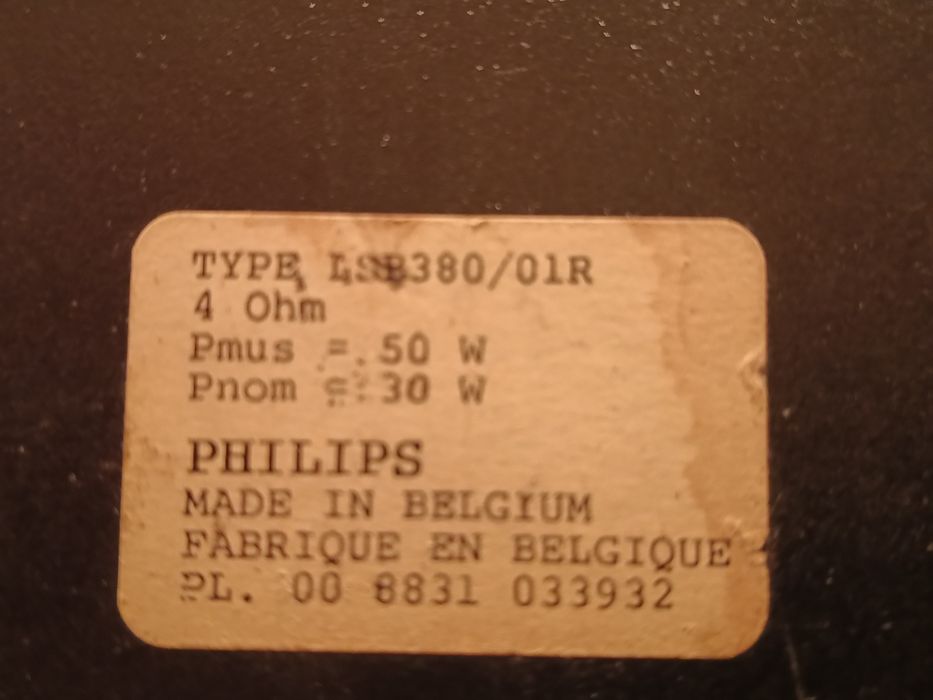 TYPE LSB380/01R
4 Ohm
Pmus = 50 W
Pnom = 30 W
PHILIPS
MADE IN BELGIUM
FABRIQUE EN BELGIQUE
PL. 00 8831 033932